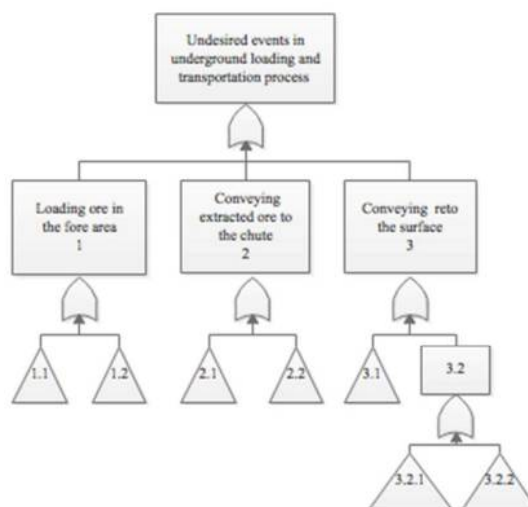 Undesired events in
underground loading and
transportation process
Loading ore in
the fore area
1
Conveying
extracted ore to
the chute
2
Conveying reto
the surface
3
1.1
1.2
2.1
2.2
3.1
3.2
3.2.1
3.2.2